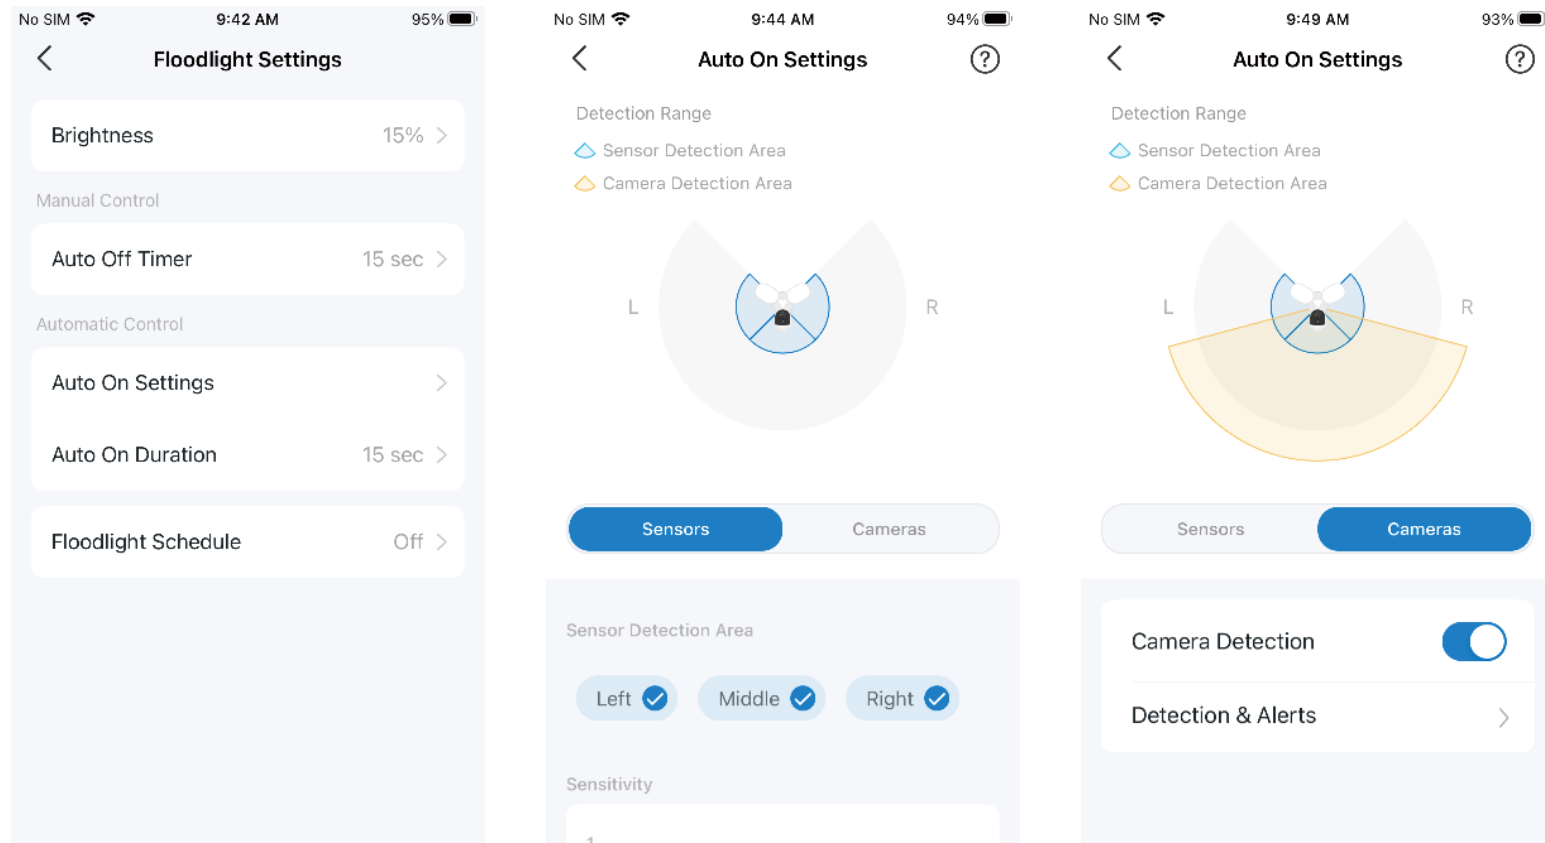 No SIM 9:42 AM 95%
Floodlight Settings
Brightness 15%
Manual Control
Auto Off Timer 15 sec
Automatic Control
Auto On Settings
Auto On Duration 15 sec
Floodlight Schedule Off
No SIM 9:44 AM 94%
Auto On Settings ?
Detection Range
Sensor Detection Area
Camera Detection Area
L R
Sensors Cameras
Sensor Detection Area
Left Middle Right
Sensitivity
1
No SIM 9:49 AM 93%
Auto On Settings ?
Detection Range
Sensor Detection Area
Camera Detection Area
L R
Sensors Cameras
Camera Detection
Detection & Alerts